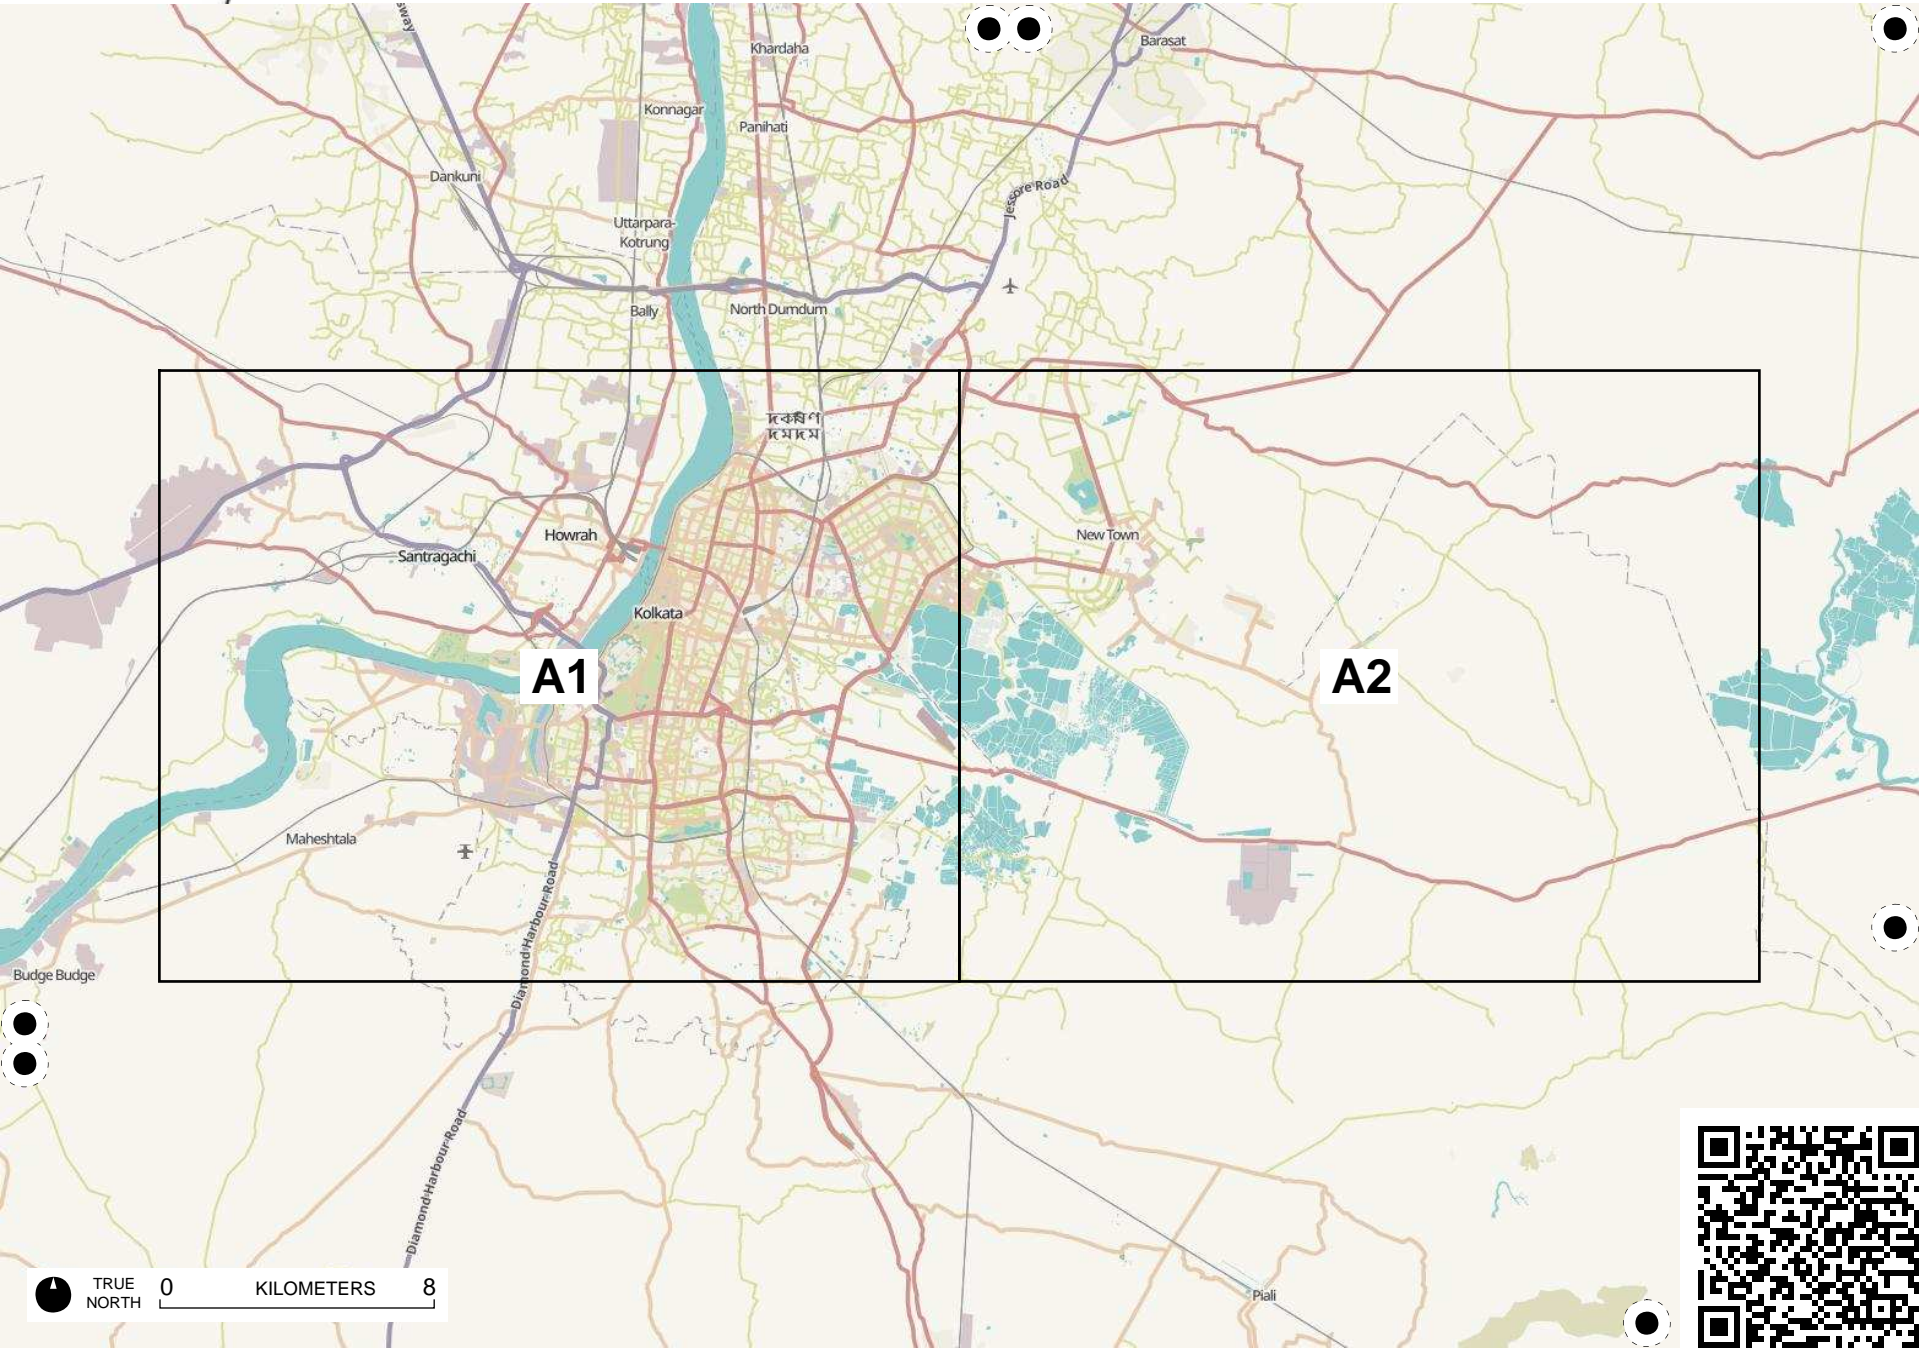 Khardaha
Barasat
Konnagar
Panihati
Dankuni
Jessore Road
Uttarpara-
Kotrung
Bally
North Dumdum
Howrah
New Town
Santragachi
Kolkata
A1
A2
Maheshtala
Diamond Harbour Road
Budge Budge
Diamond Harbour Road
TRUE
NORTH
0
KILOMETERS
8
Piali